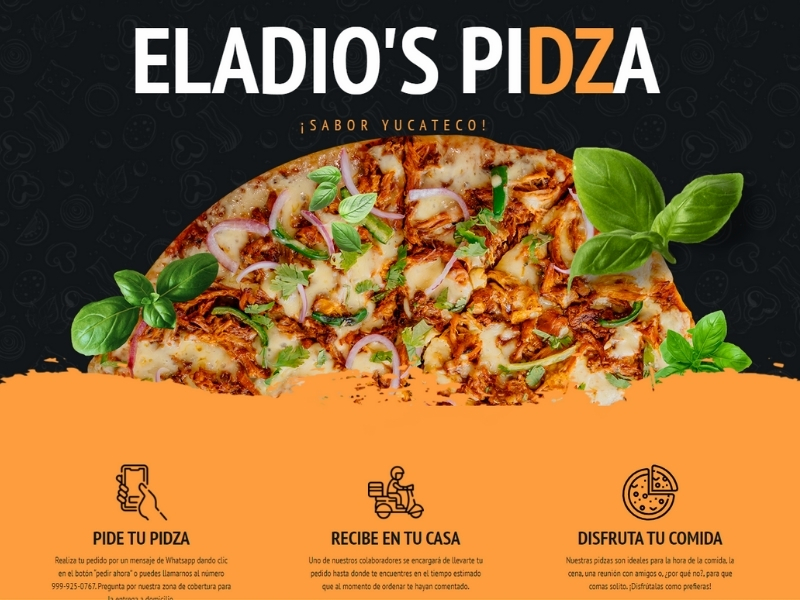 ELADIO'S PIDZA
¡SABOR YUCATECO!
PIDE TU PIDZA
Realiza tu pedido por un mensaje de Whatsapp dando clic
en el botón "pedir ahora" o puedes llamarnos al número
999-925-0767. Pregunta por nuestra zona de cobertura para
la entrega a domicilio
RECIBE EN TU CASA
Uno de nuestros colaboradores se encargará de llevarte tu
pedido hasta donde te encuentres en el tiempo estimado
que al momento de ordenar te hayan comentado.
DISFRUTA TU COMIDA
Nuestras pidzas son ideales para la hora de la comida, la
cena, una reunión con amigos o, ¿por qué no?, para que
comas solito. ¡Disfrútalas como prefieras!